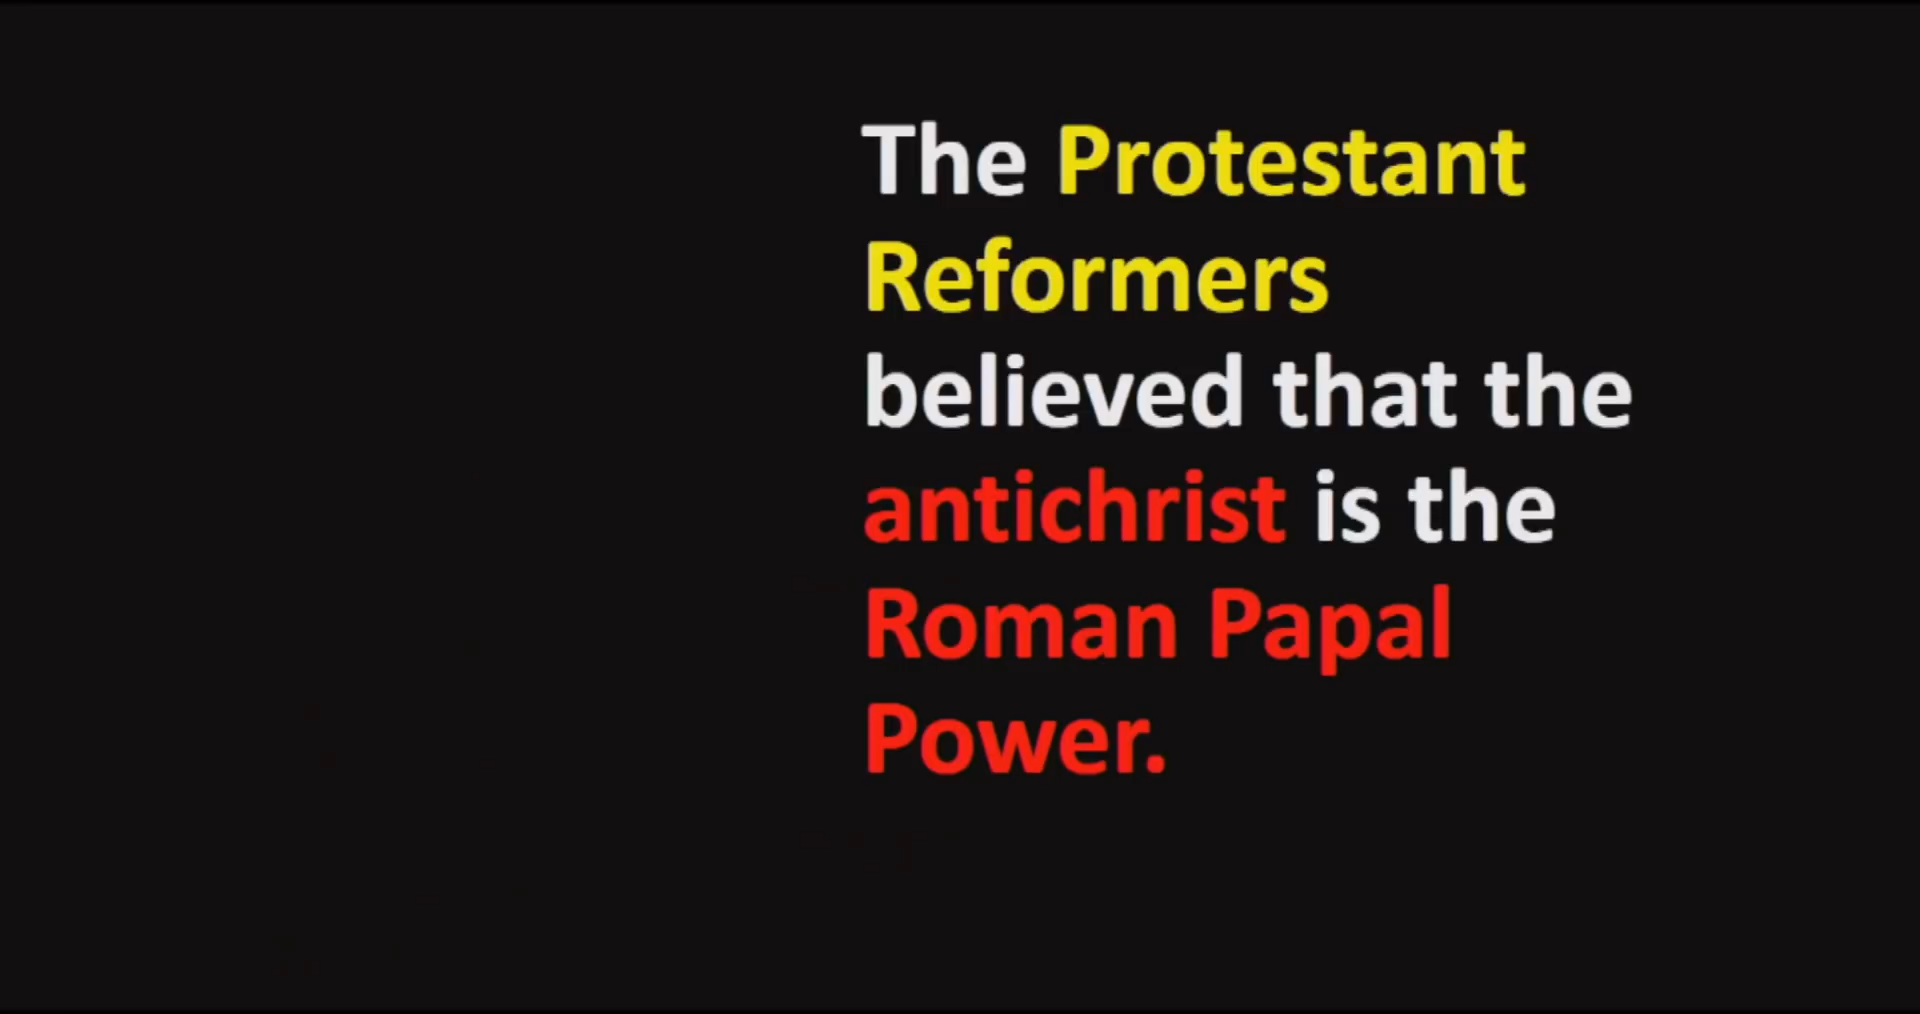 The Protestant
Reformers
believed that the
antichrist is the
Roman Papal
Power.